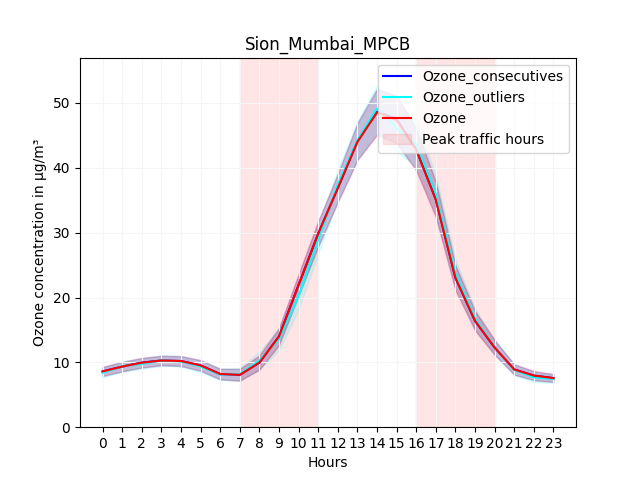 Sion_Mumbai_MPCB
Ozone concentration in µg/m³
50
40
30
20
10
0
Ozone_consecutives
Ozone_outliers
Ozone
Peak traffic hours
0 1 2 3 4 5 6 7 8 9 10 11 12 13 14 15 16 17 18 19 20 21 22 23
Hours